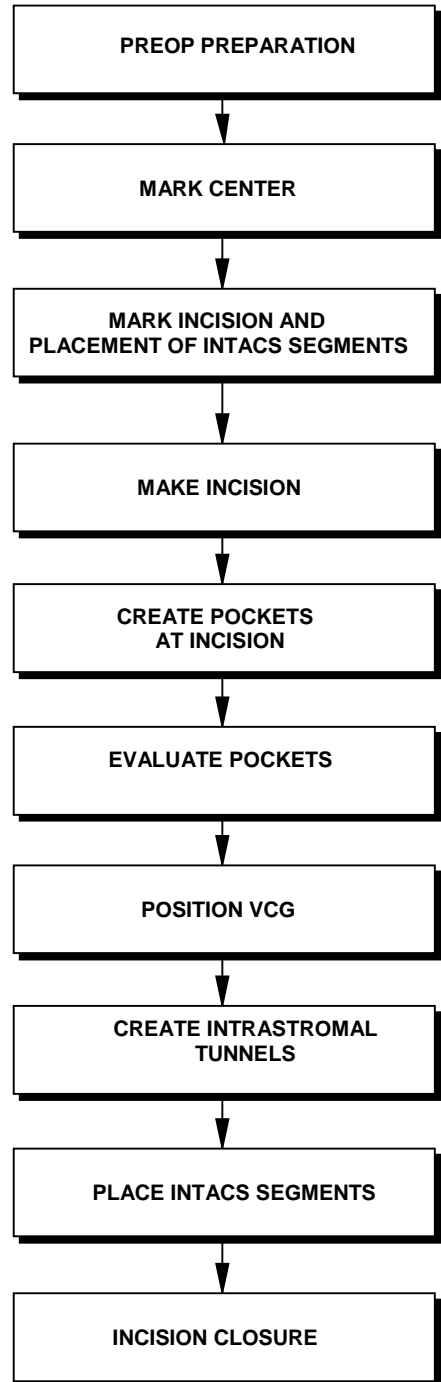 PREOP PREPARATION
MARK CENTER
MARK INCISION AND
PLACEMENT OF INTACS SEGMENTS
MAKE INCISION
CREATE POCKETS
AT INCISION
EVALUATE POCKETS
POSITION VCG
CREATE INTRASTROMAL
TUNNELS
PLACE INTACS SEGMENTS
INCISION CLOSURE